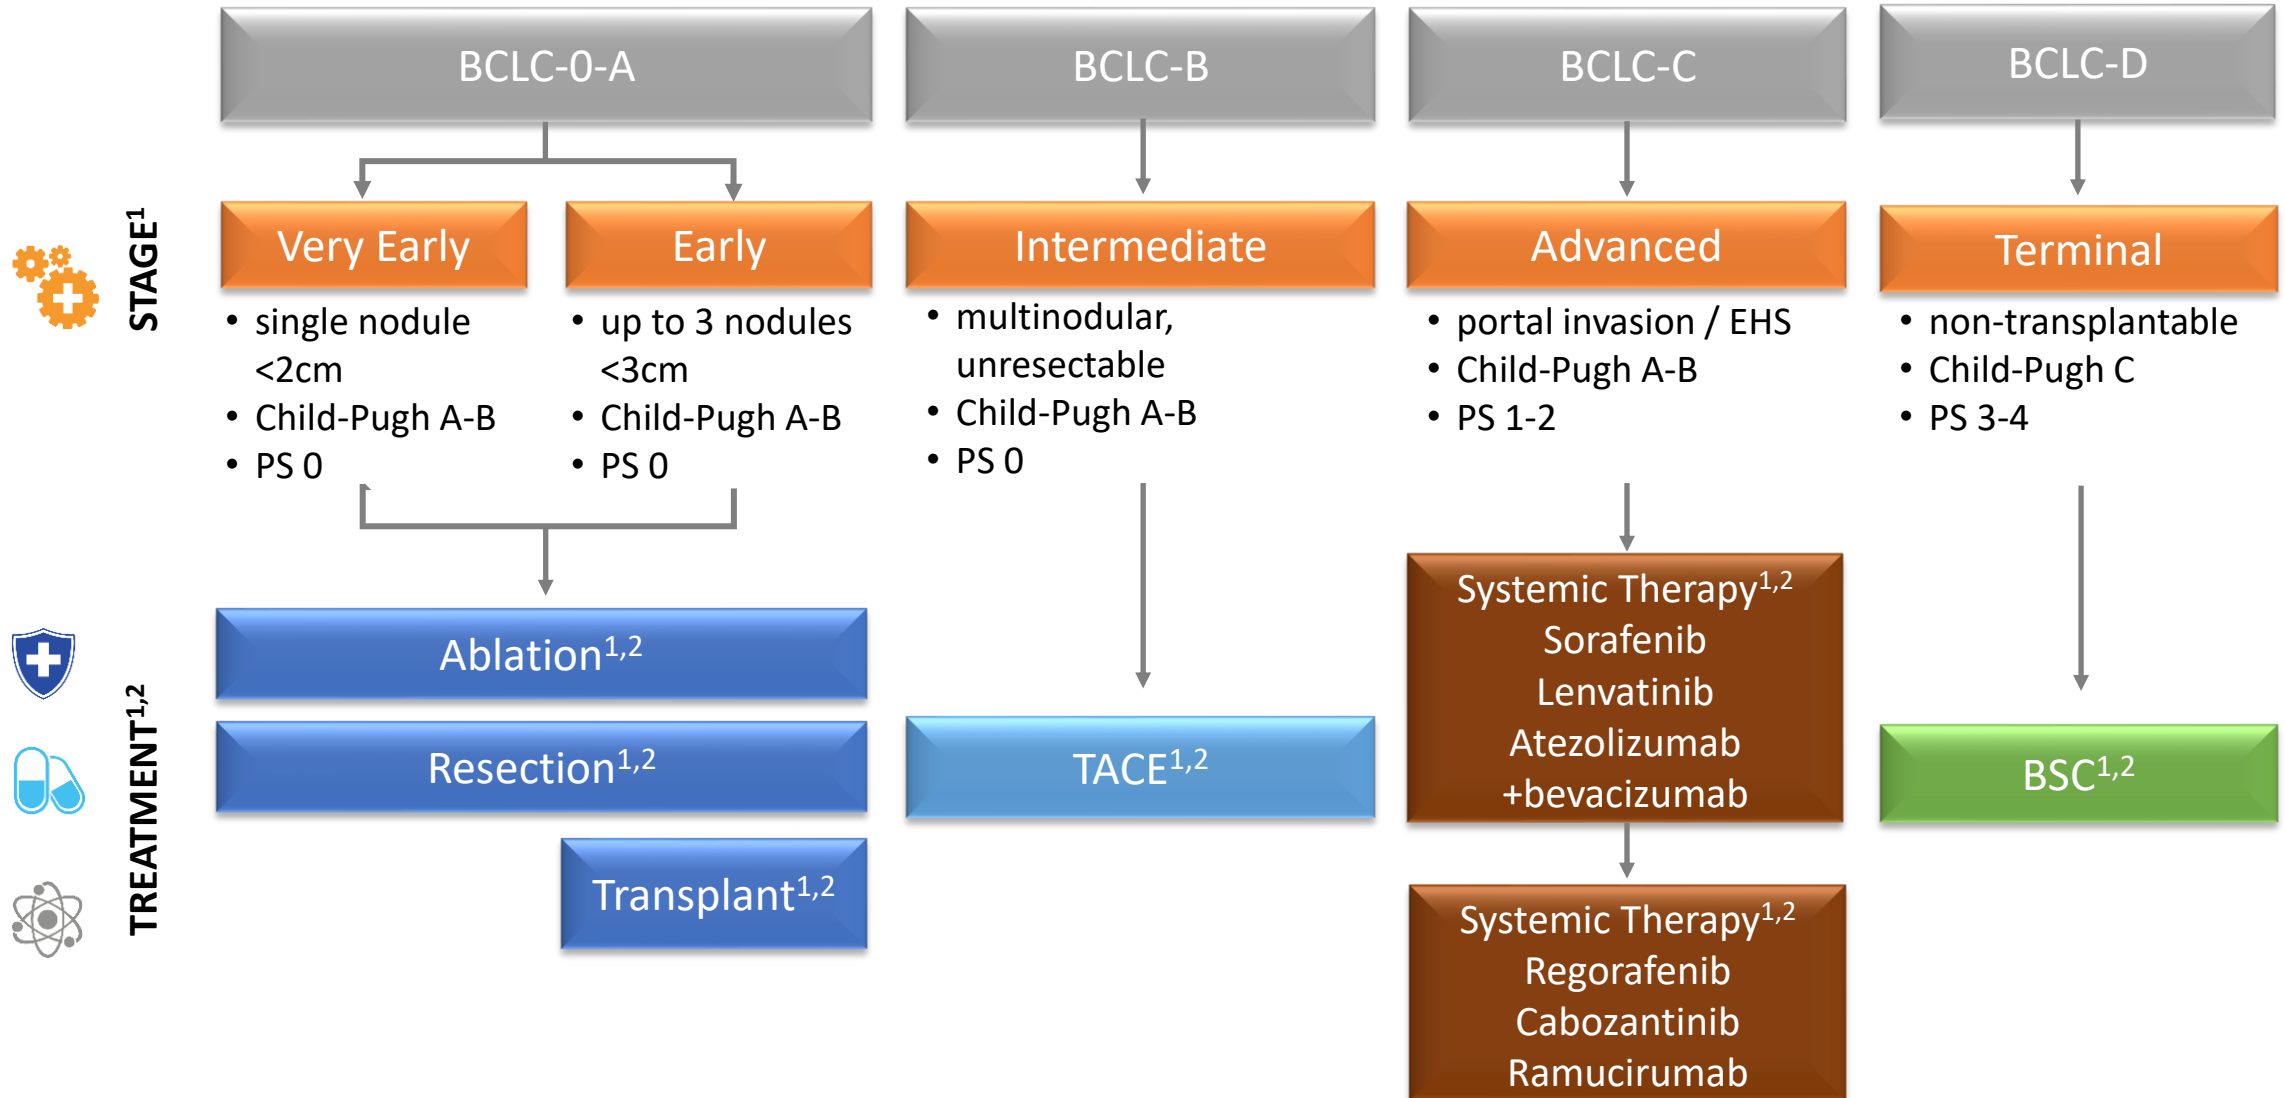 BCLC-0-A
BCLC-B
BCLC-C
BCLC-D
STAGE¹
Very Early
Early
Intermediate
Advanced
Terminal
• single nodule
<2cm
• Child-Pugh A-B
• PS 0
• up to 3 nodules
<3cm
• Child-Pugh A-B
• PS 0
• multinodular,
unresectable
• Child-Pugh A-B
• PS 0
• portal invasion / EHS
• Child-Pugh A-B
• PS 1-2
• non-transplantable
• Child-Pugh C
• PS 3-4
TREATMENT¹,²
Ablation¹,²
Resection¹,²
Transplant¹,²
TACE¹,²
Systemic Therapy¹,²
Sorafenib
Lenvatinib
Atezolizumab
+bevacizumab
Systemic Therapy¹,²
Regorafenib
Cabozantinib
Ramucirumab
BSC¹,²